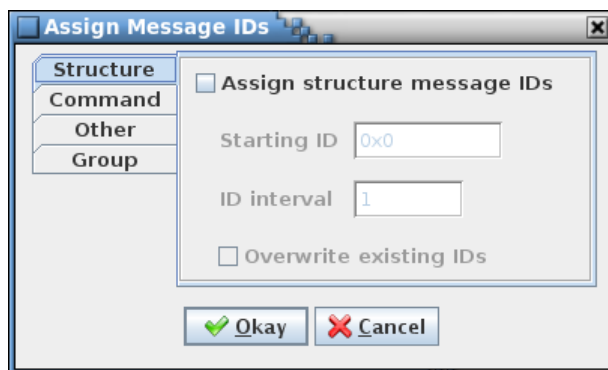 Assign Message IDs
Structure
Command
Other
Group
Assign structure message IDs
Starting ID 0x0
ID interval 1
Overwrite existing IDs
Okay Cancel